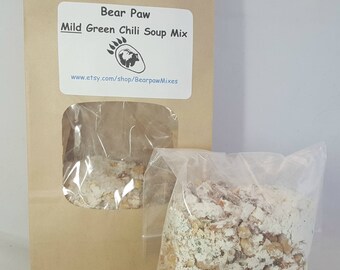 Bear Paw
Mild Green Chili Soup Mix
www.etsy.com/shop/BearpawMixes